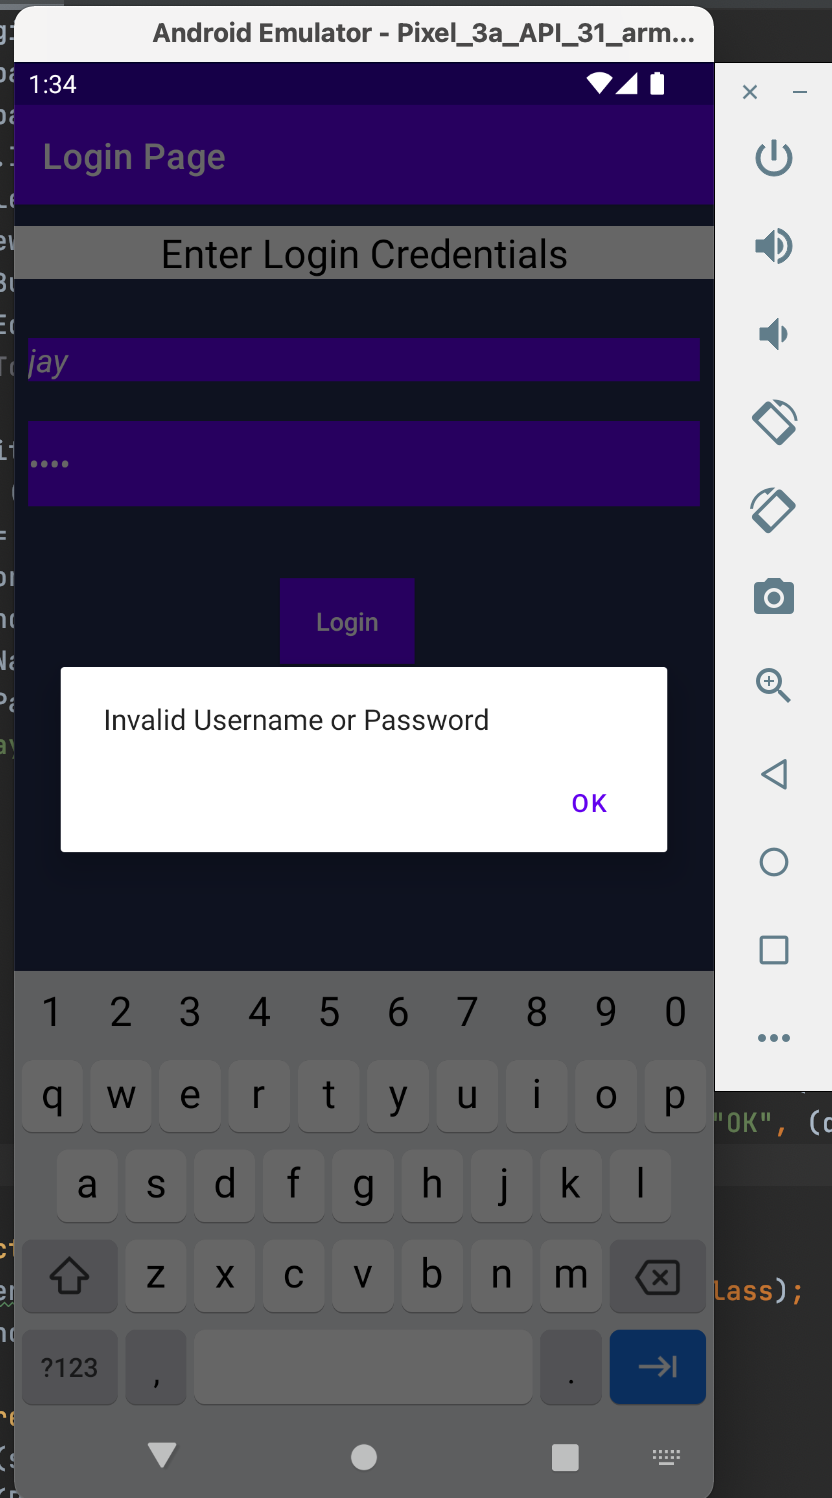 Android Emulator - Pixel_3a_API_31_arm...
1:34
Login Page
Enter Login Credentials
jay
••••
Login
Invalid Username or Password
OK
1 2 3 4 5 6 7 8 9 0
q w e r t y u i o p
"OK", (
a s d f g h j k l
z x c v b n m
);
?123 , .